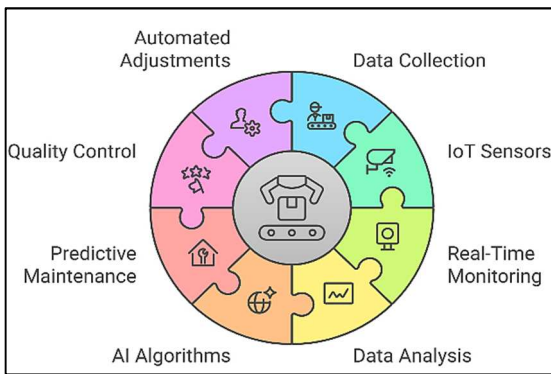 Automated
Adjustments
Data Collection
Quality Control
IoT Sensors
Predictive
Maintenance
Real-Time
Monitoring
AI Algorithms
Data Analysis